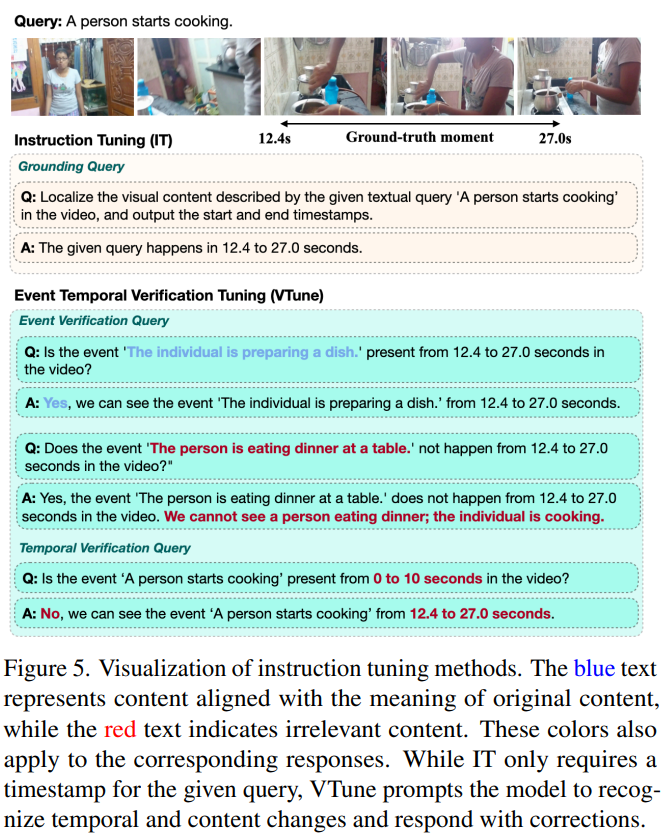 Query: A person starts cooking.
Instruction Tuning (IT)
12.4s
Ground-truth moment
27.0s
Grounding Query
Q: Localize the visual content described by the given textual query 'A person starts cooking'
in the video, and output the start and end timestamps.
A: The given query happens in 12.4 to 27.0 seconds.
Event Temporal Verification Tuning (VTune)
Event Verification Query
Q: Is the event 'The individual is preparing a dish.' present from 12.4 to 27.0 seconds in
the video?
A: Yes, we can see the event 'The individual is preparing a dish.' from 12.4 to 27.0 seconds.
Q: Does the event 'The person is eating dinner at a table.' not happen from 12.4 to 27.0
seconds in the video?"
A: Yes, the event 'The person is eating dinner at a table.' does not happen from 12.4 to 27.0
seconds in the video. We cannot see a person eating dinner; the individual is cooking.
Temporal Verification Query
Q: Is the event ‘A person starts cooking’ present from 0 to 10 seconds in the video?
A: No, we can see the event ‘A person starts cooking’ from 12.4 to 27.0 seconds.
Figure 5. Visualization of instruction tuning methods. The blue text
represents content aligned with the meaning of original content,
while the red text indicates irrelevant content. These colors also
apply to the corresponding responses. While IT only requires a
timestamp for the given query, VTune prompts the model to recog-
nize temporal and content changes and respond with corrections.